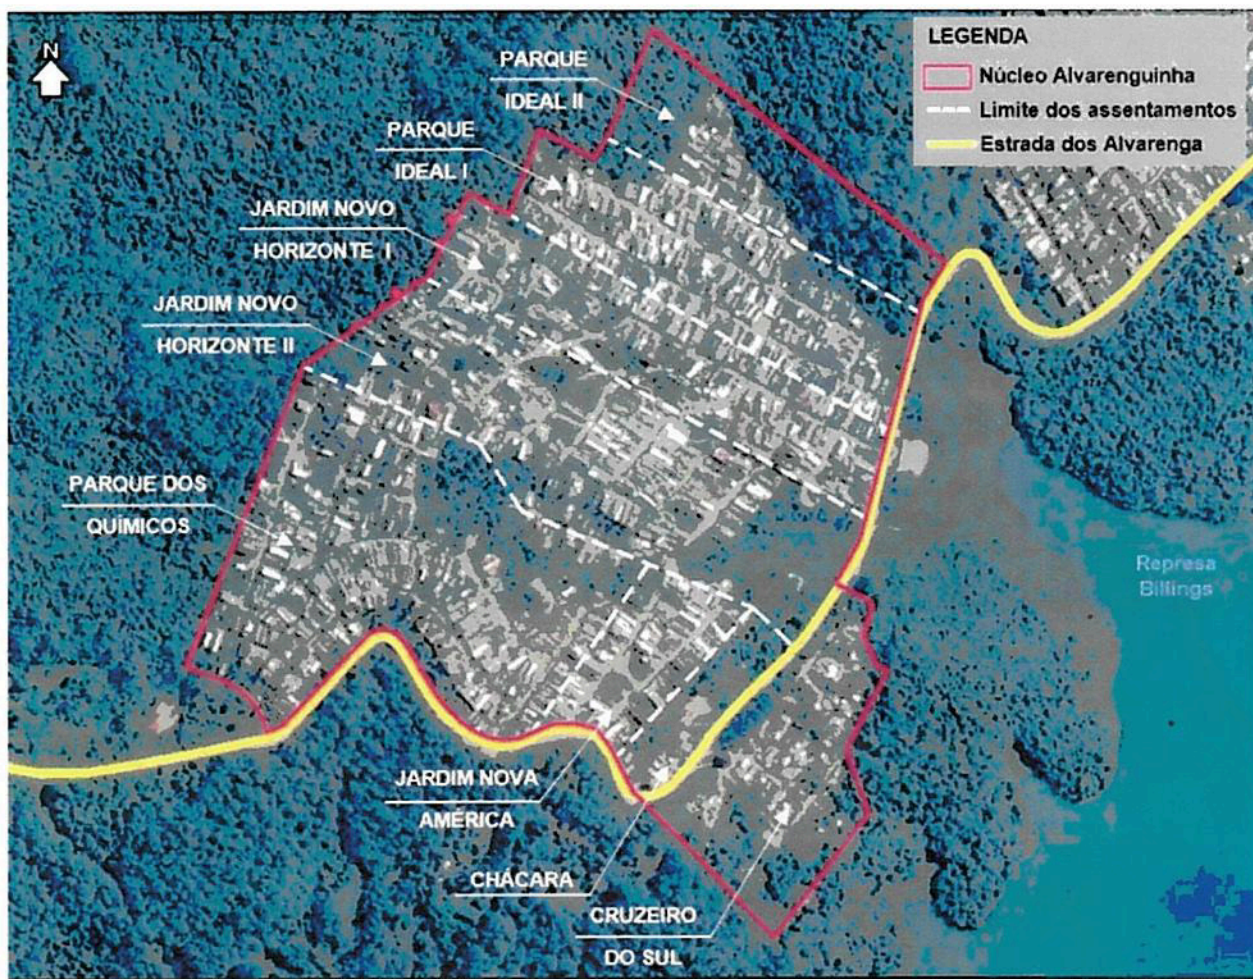 N
LEGENDA
Núcleo Alvarenguinha
Limite dos assentamentos
Estrada dos Alvarenga
PARQUE
IDEAL II
PARQUE
IDEAL I
JARDIM NOVO
HORIZONTE I
JARDIM NOVO
HORIZONTE II
PARQUE DOS
QUÍMICOS
Represa
Billings
JARDIM NOVA
AMÉRICA
CHÁCARA
CRUZEIRO
DO SUL